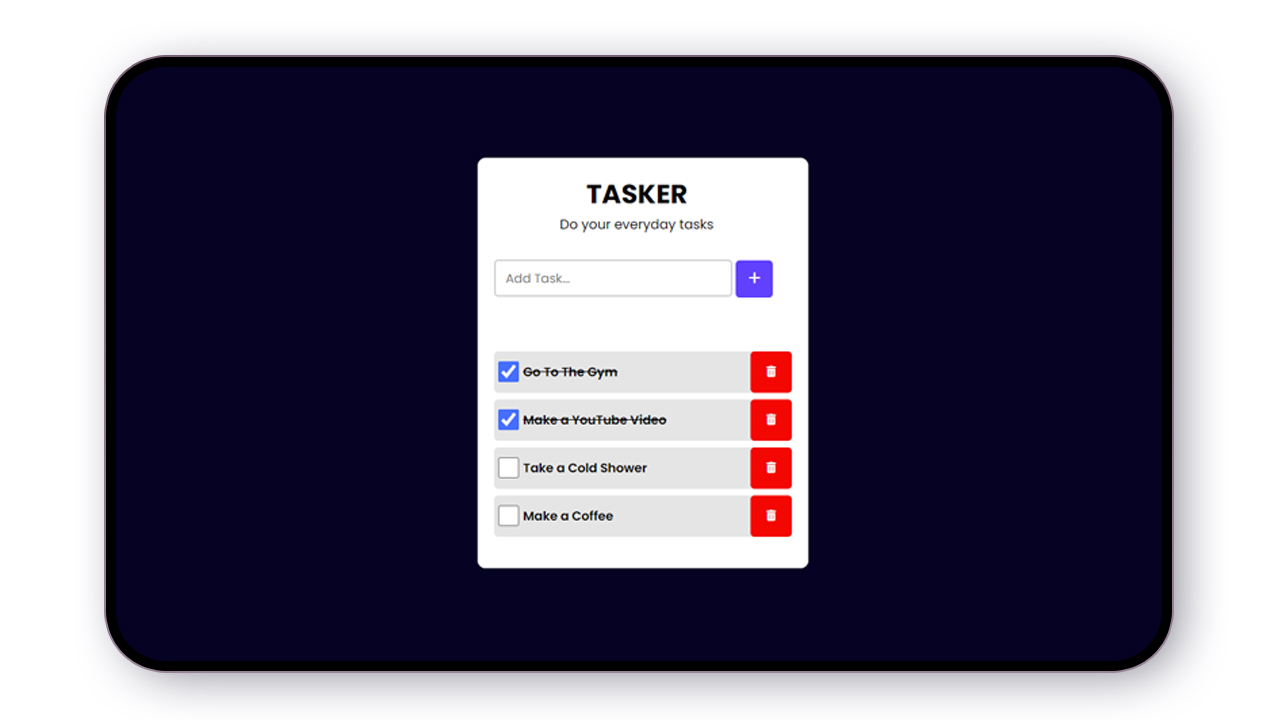 TASKER
Do your everyday tasks
Add Task...
+
Go To The Gym
Make a YouTube Video
Take a Cold Shower
Make a Coffee